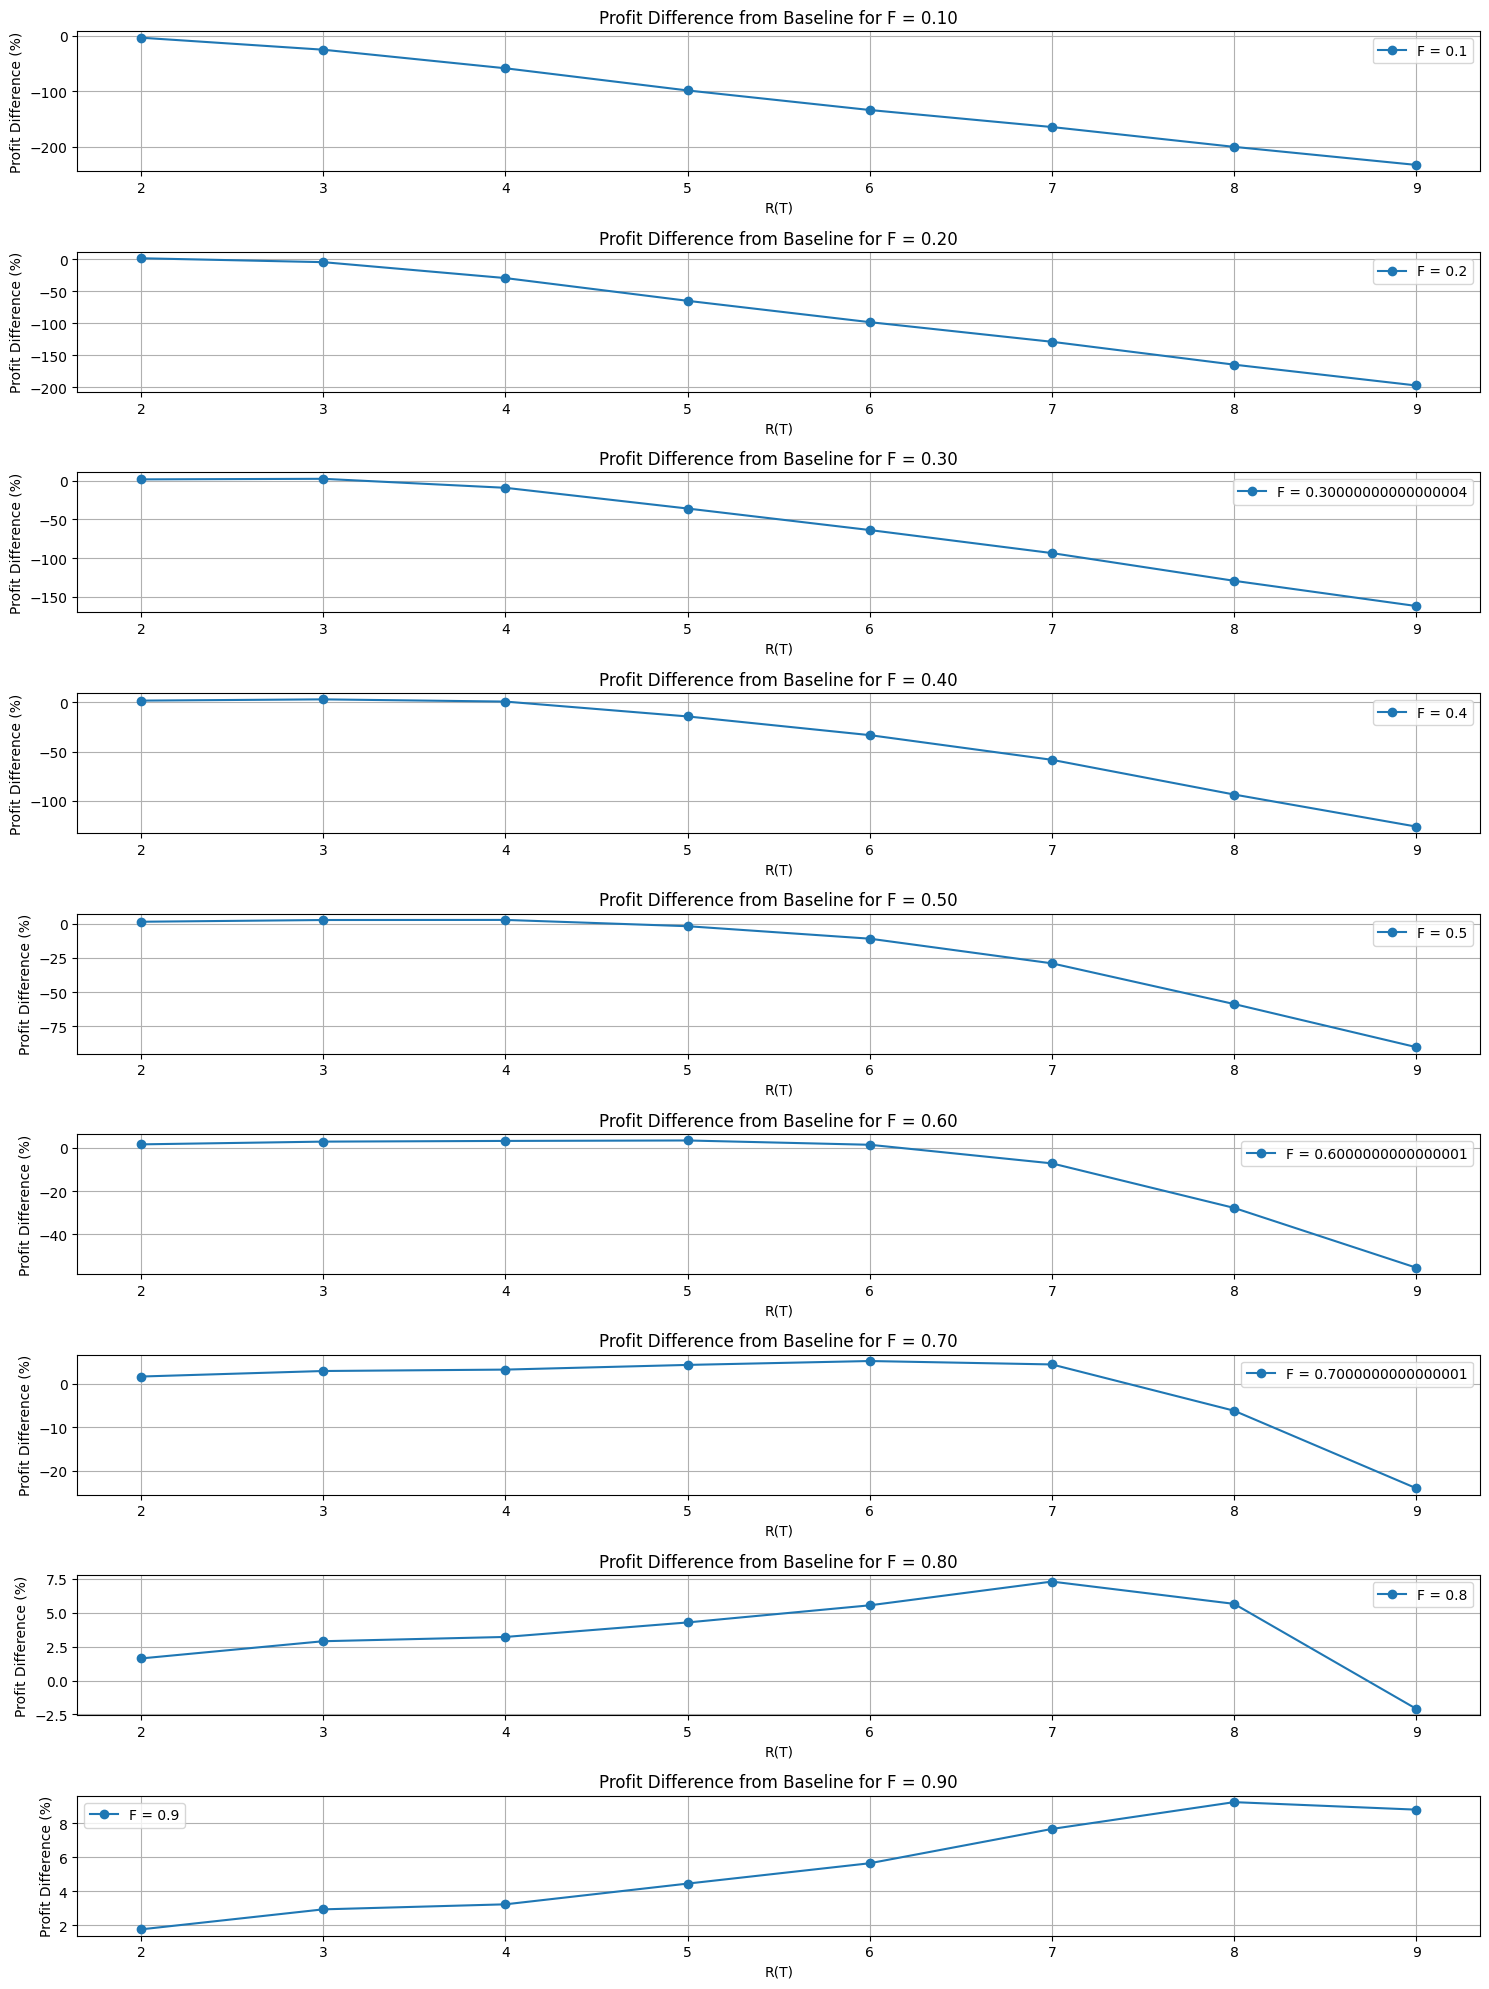 Profit Difference from Baseline for F = 0.10
Profit Difference (%)
0
−100
−200
F = 0.1
2 3 4 5 6 7 8 9
R(T)
Profit Difference from Baseline for F = 0.20
Profit Difference (%)
0
−50
−100
−150
−200
F = 0.2
2 3 4 5 6 7 8 9
R(T)
Profit Difference from Baseline for F = 0.30
Profit Difference (%)
0
−50
−100
−150
F = 0.30000000000000004
2 3 4 5 6 7 8 9
R(T)
Profit Difference from Baseline for F = 0.40
Profit Difference (%)
0
−50
−100
F = 0.4
2 3 4 5 6 7 8 9
R(T)
Profit Difference from Baseline for F = 0.50
Profit Difference (%)
0
−25
−50
−75
F = 0.5
2 3 4 5 6 7 8 9
R(T)
Profit Difference from Baseline for F = 0.60
Profit Difference (%)
0
−20
−40
F = 0.6000000000000001
2 3 4 5 6 7 8 9
R(T)
Profit Difference from Baseline for F = 0.70
Profit Difference (%)
0
−10
−20
F = 0.7000000000000001
2 3 4 5 6 7 8 9
R(T)
Profit Difference from Baseline for F = 0.80
Profit Difference (%)
7.5
5.0
2.5
0.0
−2.5
F = 0.8
2 3 4 5 6 7 8 9
R(T)
Profit Difference from Baseline for F = 0.90
Profit Difference (%)
8
6
4
2
F = 0.9
2 3 4 5 6 7 8 9
R(T)